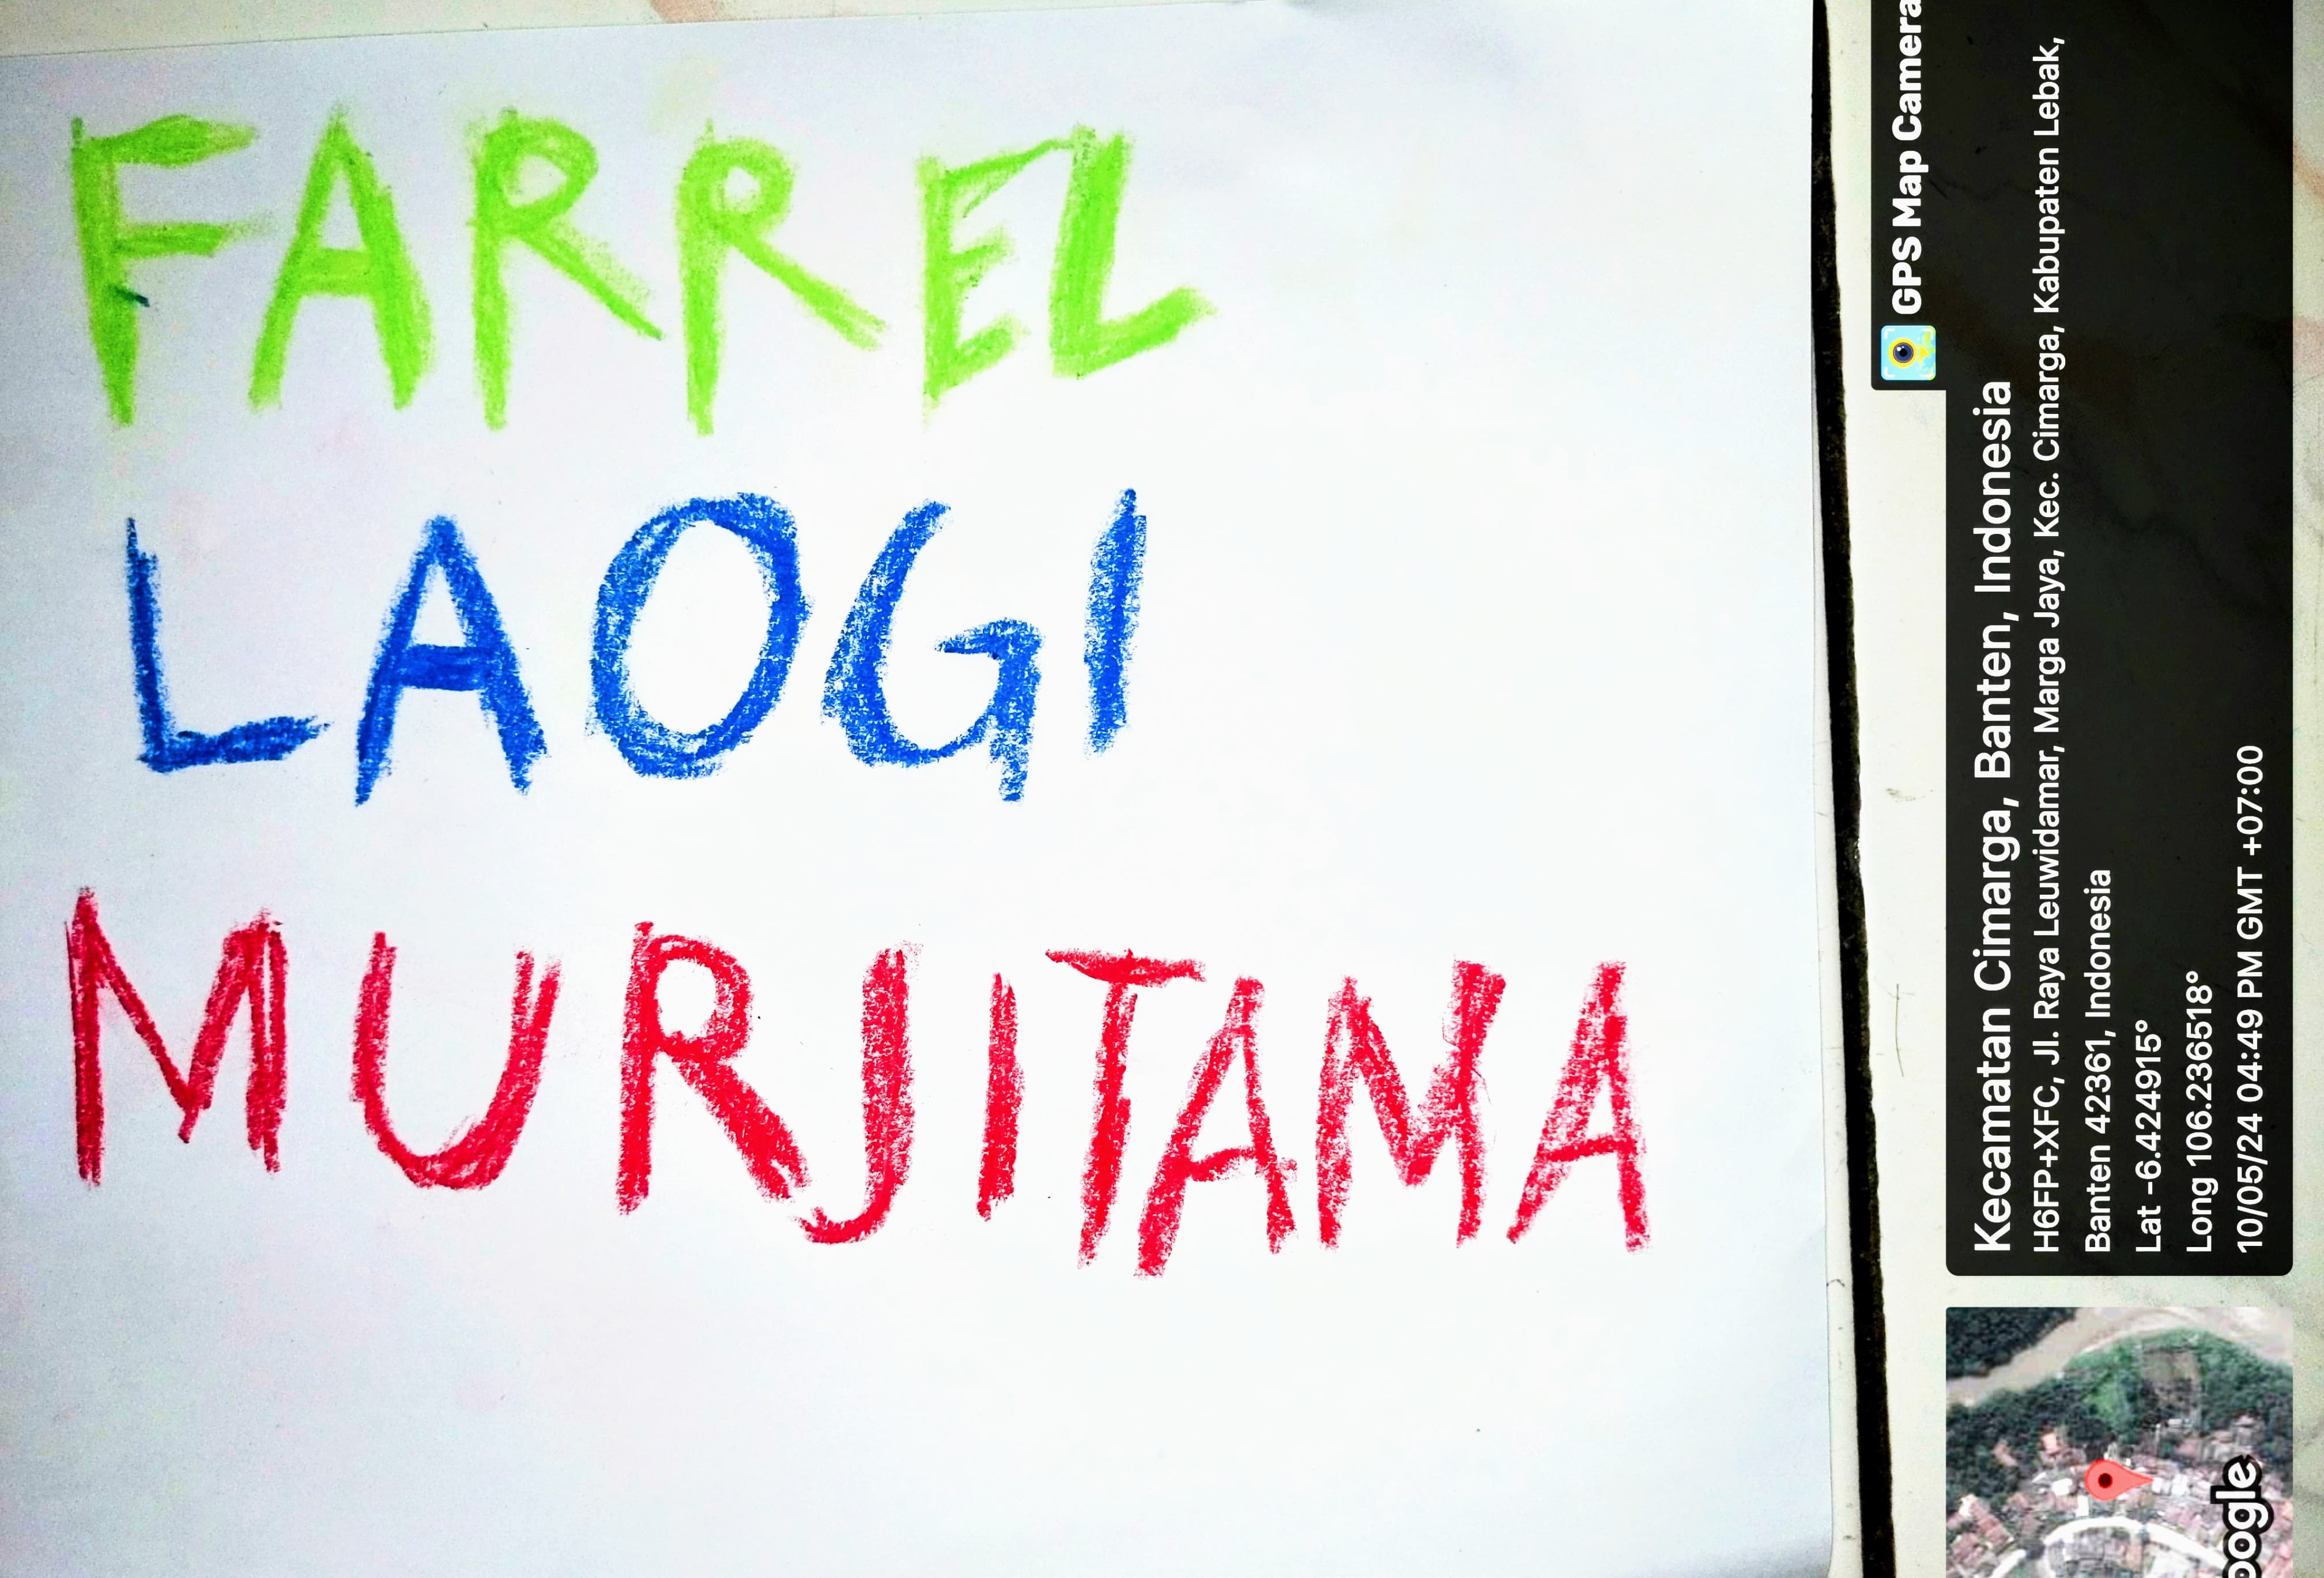 FARREL
LAOGI
MURJITAMA
GPS Map Camera
Kecamatan Cimarga, Banten, Indonesia
H6FP+XFC, Jl. Raya Leuwidamar, Marga Jaya, Kec. Cimarga, Kabupaten Lebak,
Banten 42361, Indonesia
Lat -6.424915°
Long 106.236518°
10/05/24 04:49 PM GMT +07:00